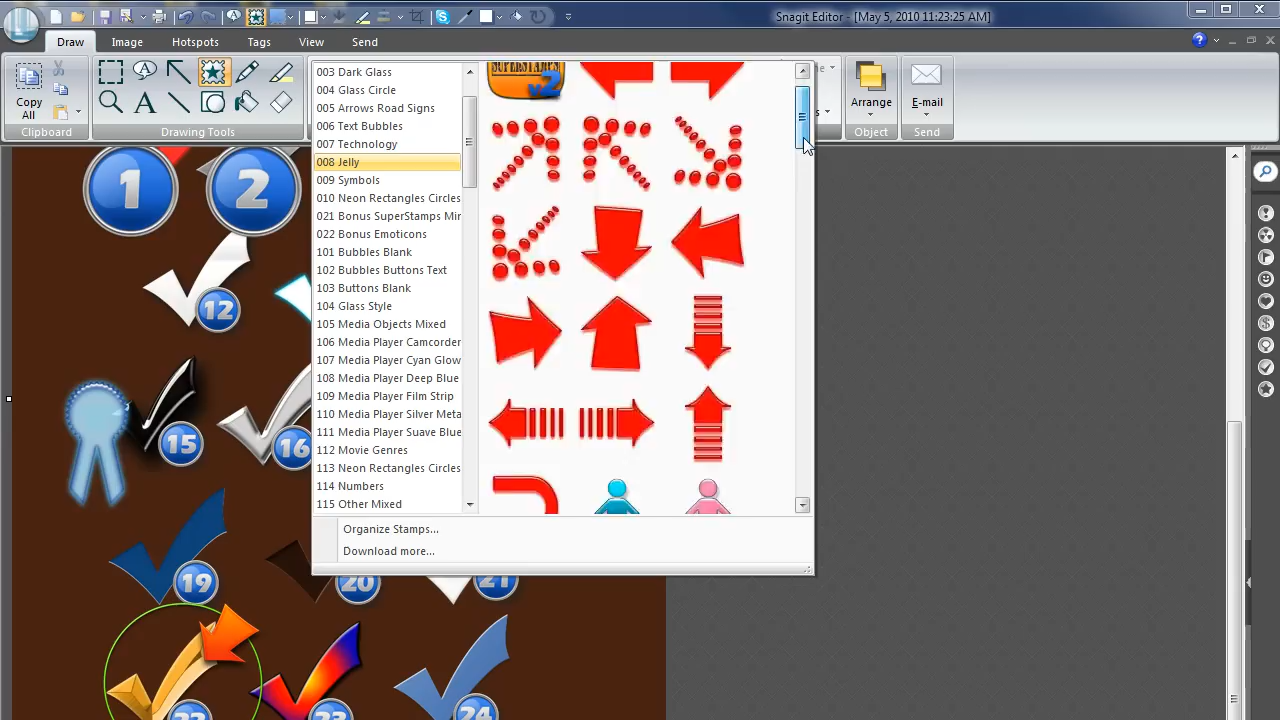 Snagit Editor - [May 5, 2010 11:23:25 AM]
Draw
Image
Hotspots
Tags
View
Send
Copy
All
Clipboard
Drawing Tools
Arrange
Object
E-mail
Send
003 Dark Glass
004 Glass Circle
005 Arrows Road Signs
006 Text Bubbles
007 Technology
008 Jelly
009 Symbols
010 Neon Rectangles Circles
021 Bonus SuperStamps Mir
022 Bonus Emoticons
101 Bubbles Blank
102 Bubbles Buttons Text
103 Buttons Blank
104 Glass Style
105 Media Objects Mixed
106 Media Player Camcorder
107 Media Player Cyan Glow
108 Media Player Deep Blue
109 Media Player Film Strip
110 Media Player Silver Meta
111 Media Player Suave Blue
112 Movie Genres
113 Neon Rectangles Circles
114 Numbers
115 Other Mixed
Organize Stamps...
Download more...
SUPERSTAMPS
v2
1
2
12
15
16
19
20
21
22
23
24